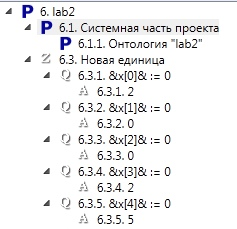 6. lab2
6.1. Системная часть проекта
6.1.1. Онтология "lab2"
6.3. Новая единица
6.3.1. &x[0]& := 0
6.3.1. 2
6.3.2. &x[1]& := 0
6.3.2. 0
6.3.3. &x[2]& := 0
6.3.3. 0
6.3.4. &x[3]& := 0
6.3.4. 2
6.3.5. &x[4]& := 0
6.3.5. 5